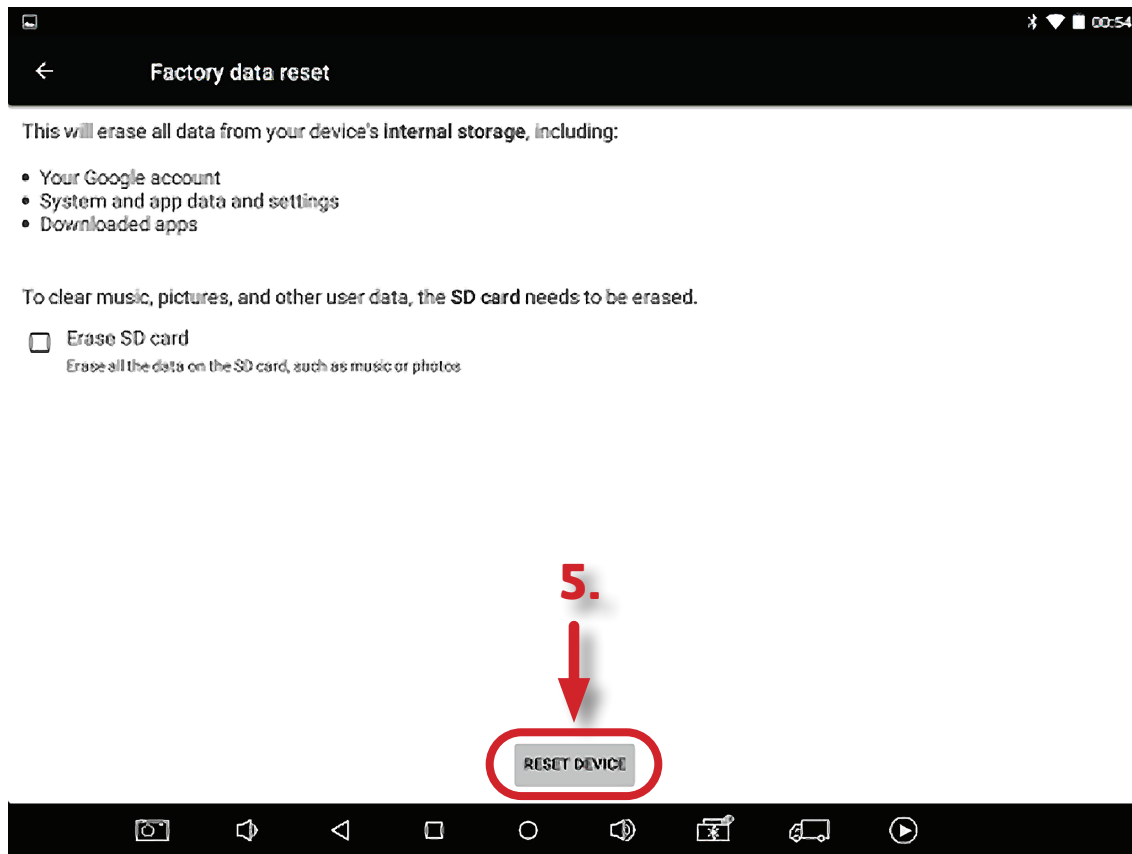 00:54
Factory data reset
This will erase all data from your device's internal storage, including:
• Your Google account
• System and app data and settings
• Downloaded apps
To clear music, pictures, and other user data, the SD card needs to be erased.
Erase SD card
Erase all the data on the SD card, such as music or photos
5.
RESET DEVICE